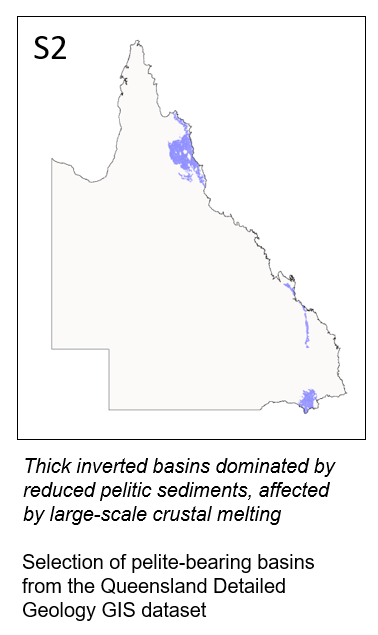 S2
Thick inverted basins dominated by
reduced pelitic sediments, affected
by large-scale crustal melting
Selection of pelite-bearing basins
from the Queensland Detailed
Geology GIS dataset